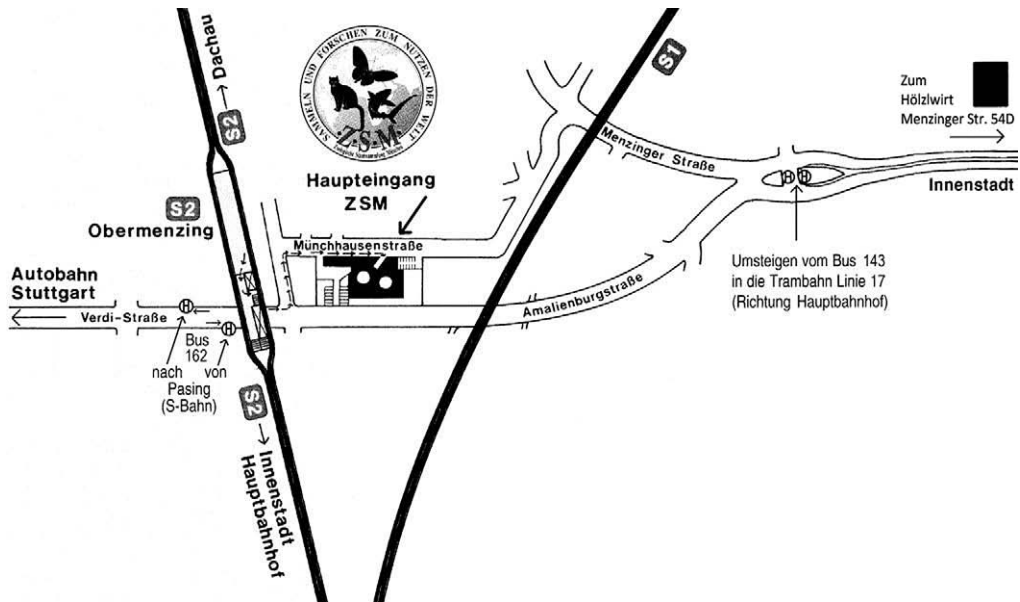 Dachau
S2
SAMMELN UND FORSCHEN ZUM NUTZEN DER WELT
Z·S·M·
S1
Zum
Hölzlwirt
Menzinger Str. 54D
Menzinger Straße
Innenstadt
Haupteingang
ZSM
S2
Obermenzing
Münchhausenstraße
H H
Umsteigen vom Bus 143
in die Trambahn Linie 17
(Richtung Hauptbahnhof)
Autobahn
Stuttgart
H
Verdi-Straße
Amalienburgstraße
H
Bus
162
nach von
Pasing
(S-Bahn)
S2
Innenstadt
Hauptbahnhof